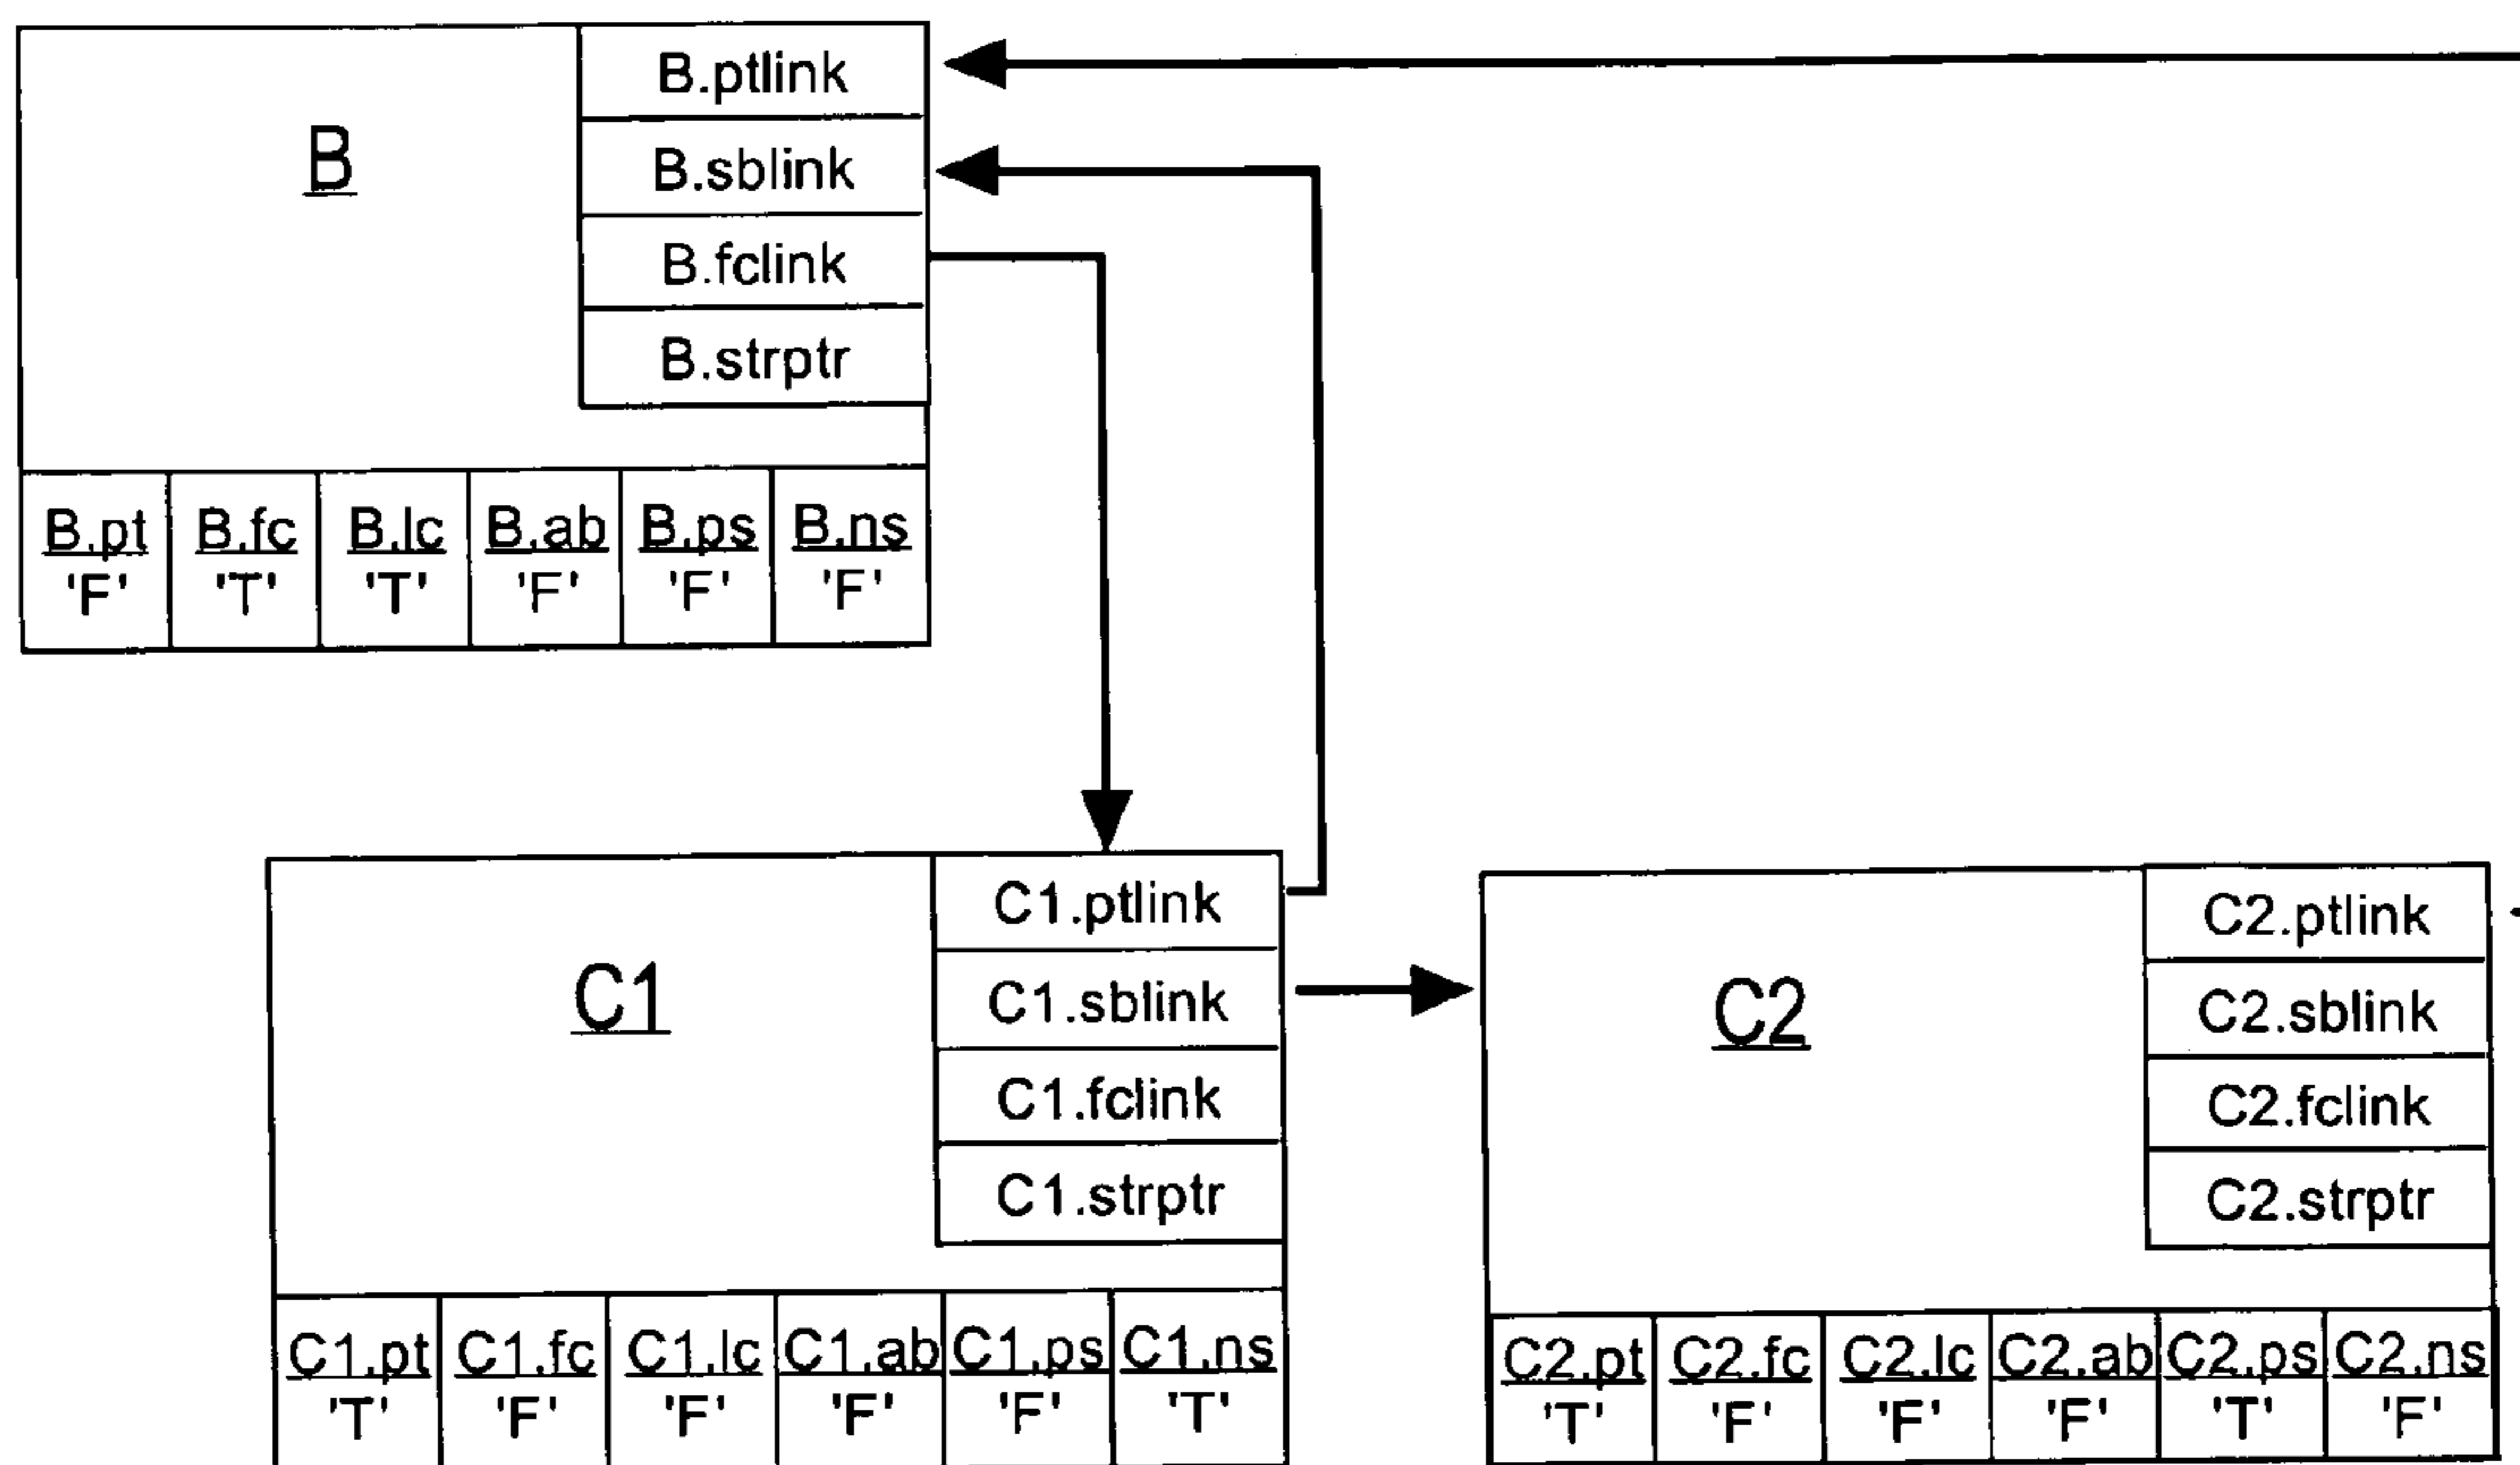 B
B.ptlink
B.sblink
B.fclink
B.strptr
B.pt B.fc B.lc B.ab B.ps B.ns
'F' 'T' 'T' 'F' 'F' 'F'
C1
C1.ptlink
C1.sblink
C1.fclink
C1.strptr
C1.pt C1.fc C1.lc C1.ab C1.ps C1.ns
'T' 'F' 'F' 'F' 'F' 'T'
C2
C2.ptlink
C2.sblink
C2.fclink
C2.strptr
C2.pt C2.fc C2.lc C2.ab C2.ps C2.ns
'T' 'F' 'F' 'F' 'T' 'F'